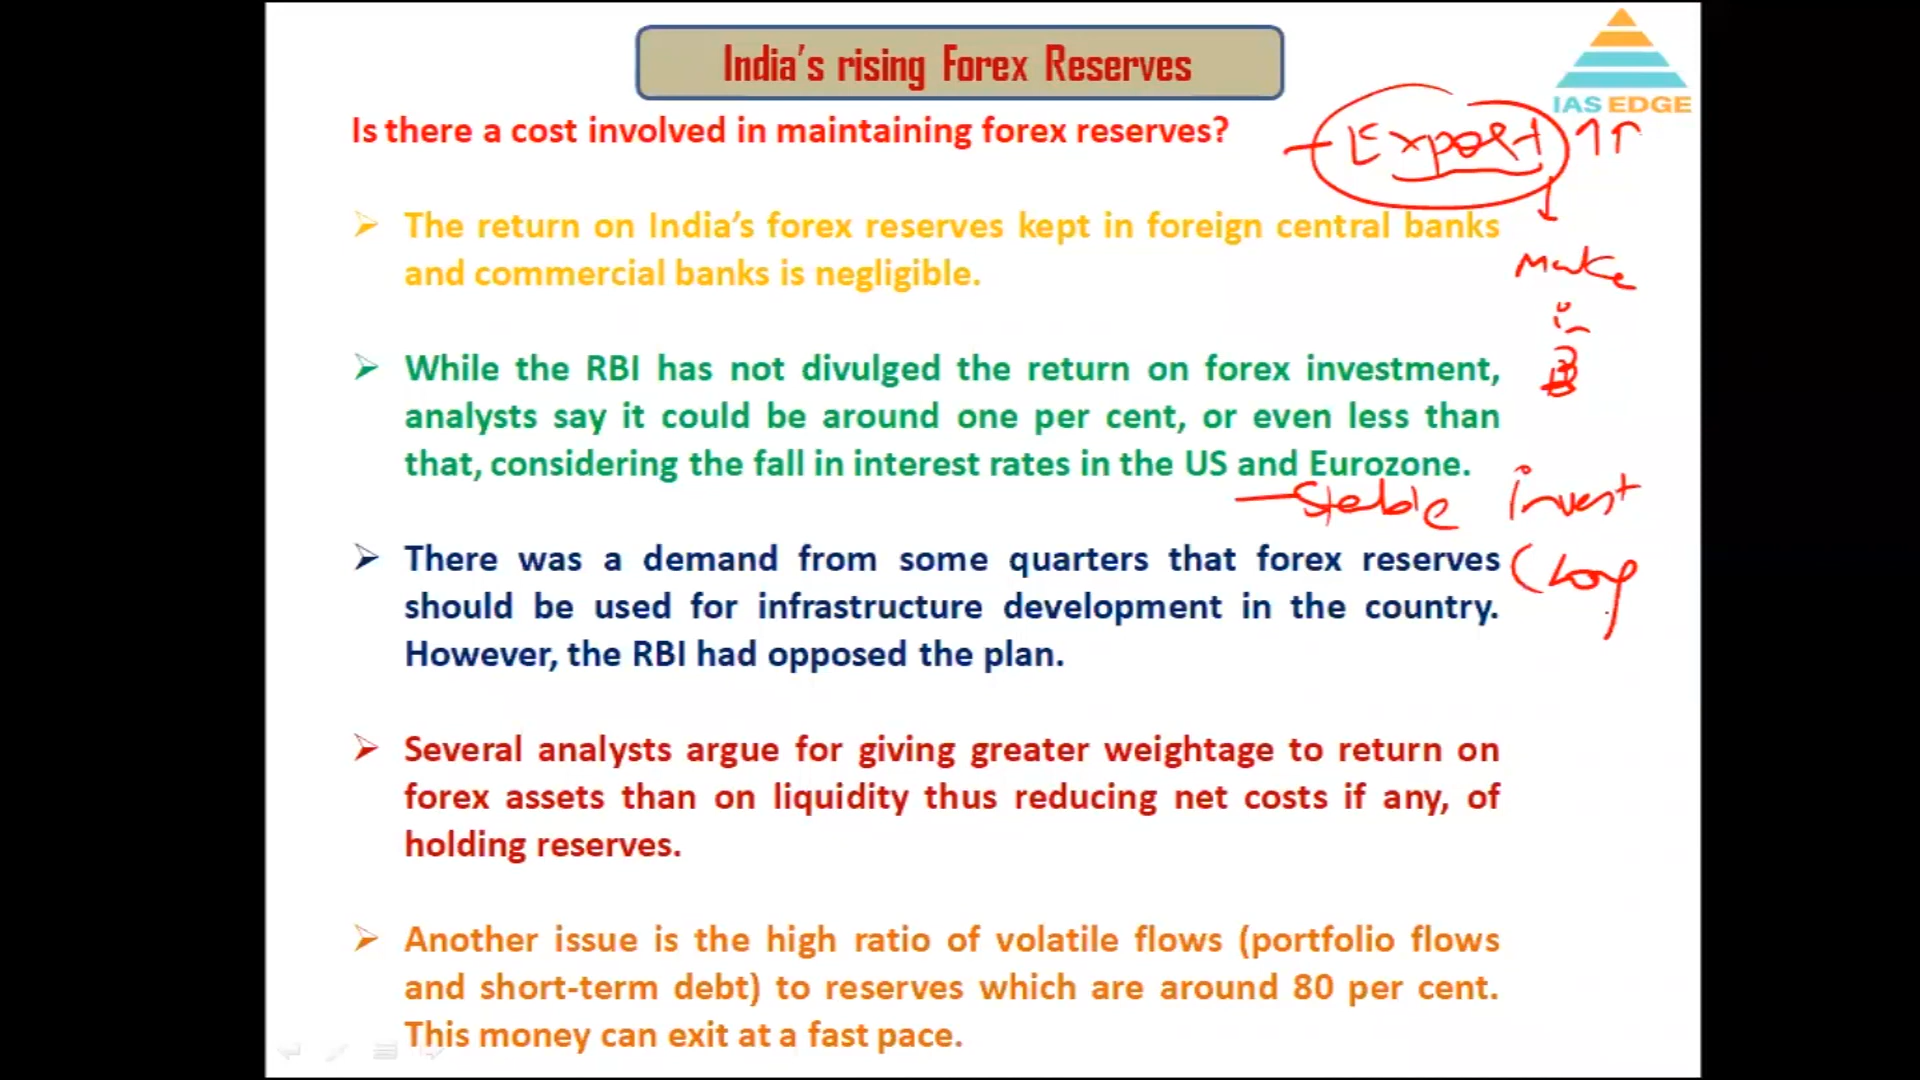 India's rising Forex Reserves
IAS EDGE
Is there a cost involved in maintaining forex reserves?
Export ↑↑
➢ The return on India's forex reserves kept in foreign central banks
and commercial banks is negligible.
Make
in
➢ While the RBI has not divulged the return on forex investment,
analysts say it could be around one per cent, or even less than
that, considering the fall in interest rates in the US and Eurozone.
Stable invest
➢ There was a demand from some quarters that forex reserves
should be used for infrastructure development in the country.
However, the RBI had opposed the plan.
➢ Several analysts argue for giving greater weightage to return on
forex assets than on liquidity thus reducing net costs if any, of
holding reserves.
➢ Another issue is the high ratio of volatile flows (portfolio flows
and short-term debt) to reserves which are around 80 per cent.
This money can exit at a fast pace.